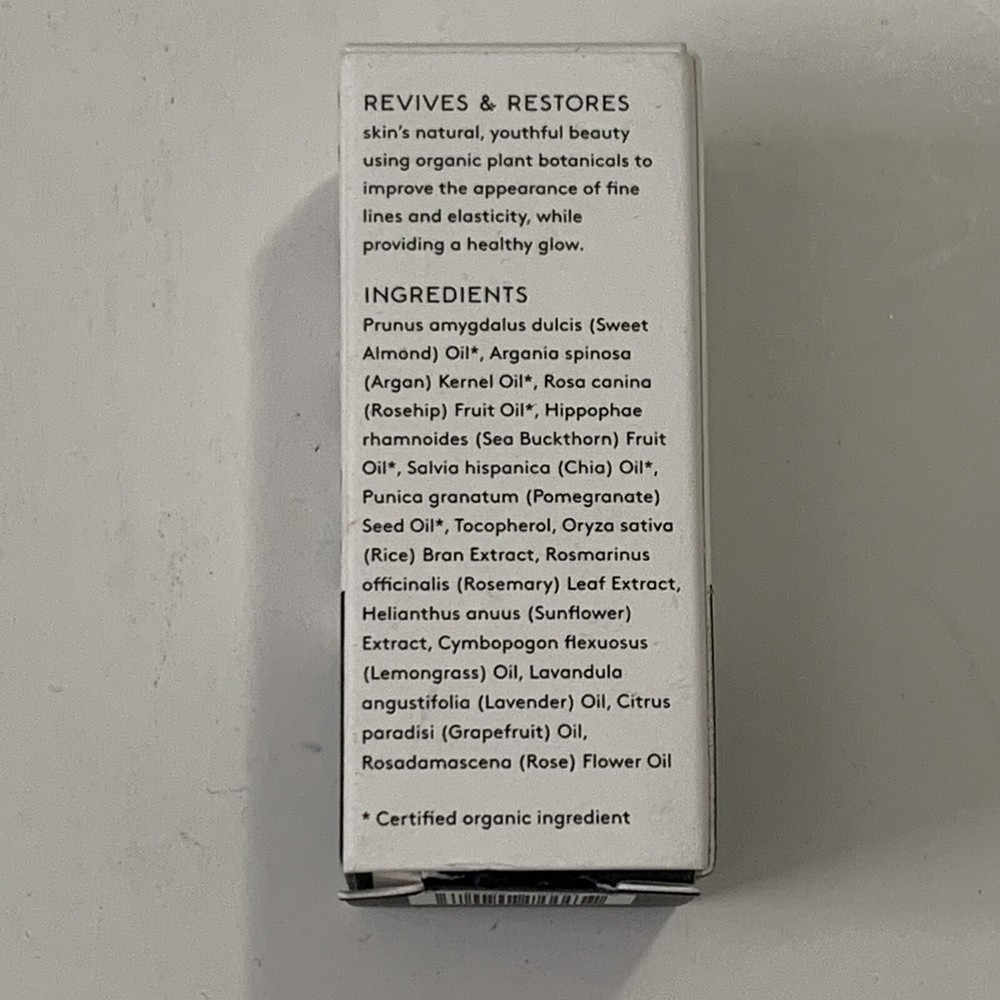 REVIVES & RESTORES
skin's natural, youthful beauty
using organic plant botanicals to
improve the appearance of fine
lines and elasticity, while
providing a healthy glow.
INGREDIENTS
Prunus amygdalus dulcis (Sweet
Almond) Oil*, Argania spinosa
(Argan) Kernel Oil*, Rosa canina
(Rosehip) Fruit Oil*, Hippophae
rhamnoides (Sea Buckthorn) Fruit
Oil*, Salvia hispanica (Chia) Oil*,
Punica granatum (Pomegranate)
Seed Oil*, Tocopherol, Oryza sativa
(Rice) Bran Extract, Rosmarinus
officinalis (Rosemary) Leaf Extract,
Helianthus anuus (Sunflower)
Extract, Cymbopogon flexuosus
(Lemongrass) Oil, Lavandula
angustifolia (Lavender) Oil, Citrus
paradisi (Grapefruit) Oil,
Rosadamascena (Rose) Flower Oil
* Certified organic ingredient